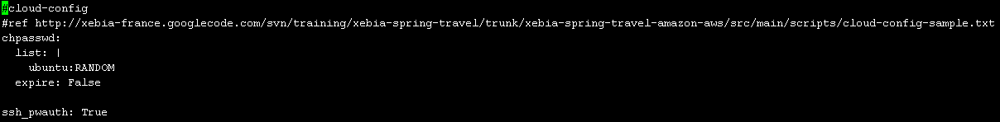 #cloud-config
#ref http://xebia-france.googlecode.com/svn/training/xebia-spring-travel/trunk/xebia-spring-travel-amazon-aws/src/main/scripts/cloud-config-sample.txt
chpasswd:
  list: |
    ubuntu:RANDOM
  expire: False

ssh_pwauth: True